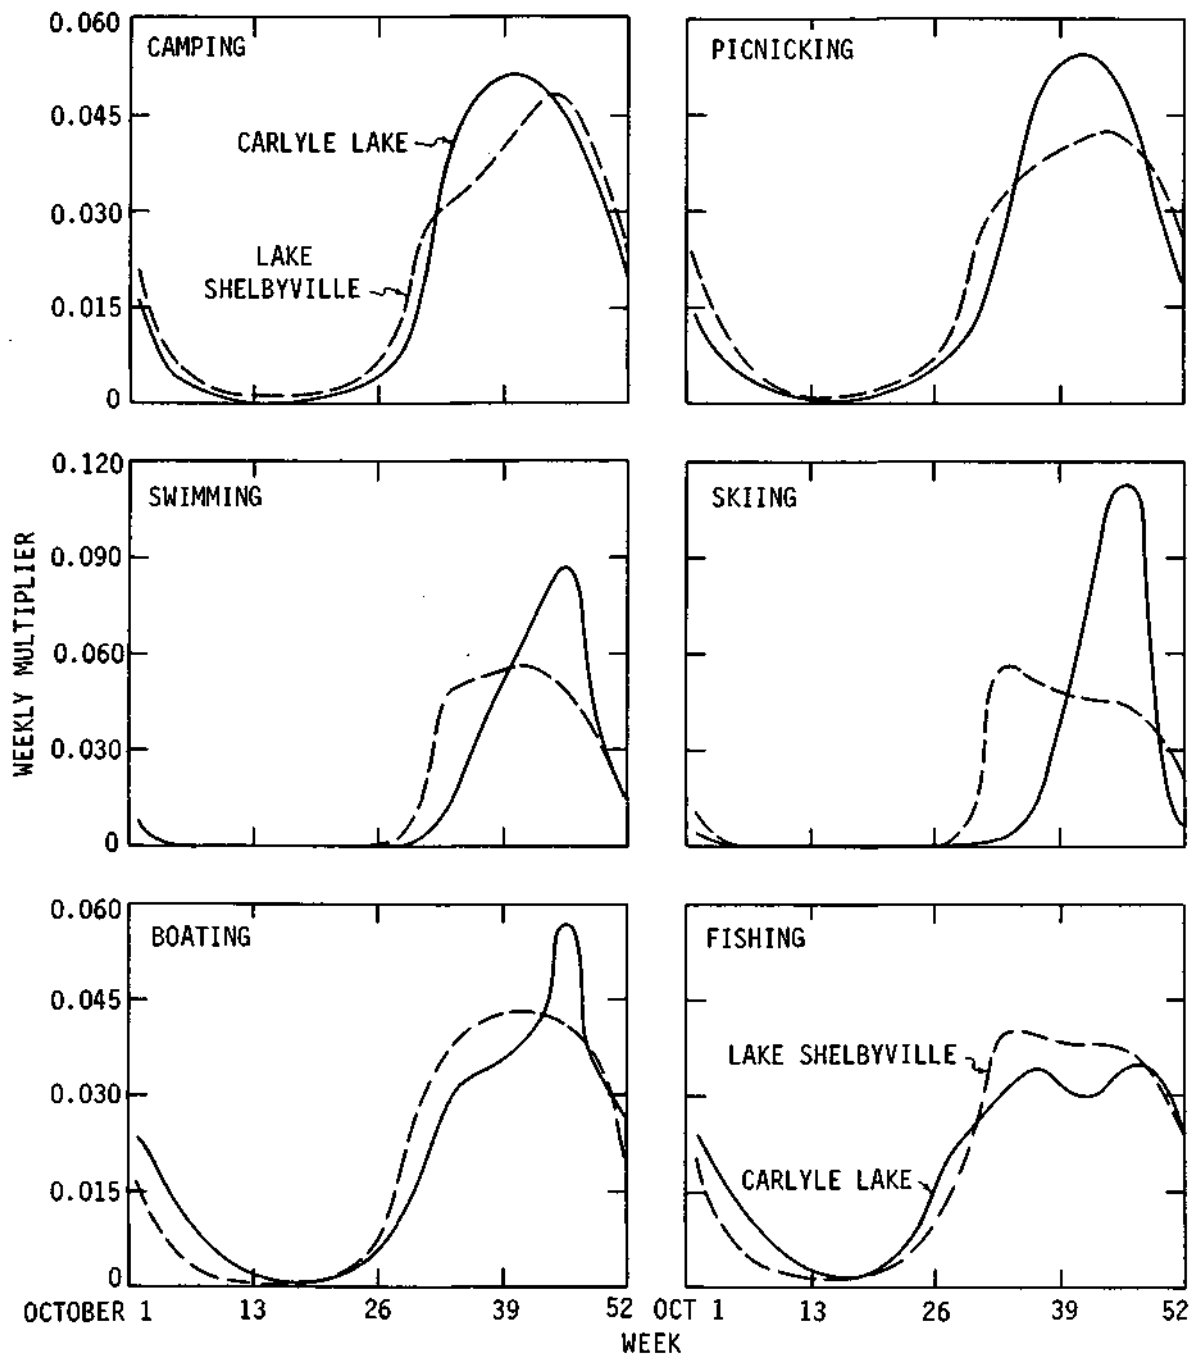 0.060
CAMPING
PICNICKING
0.045
CARLYLE LAKE
0.030
LAKE
SHELBYVILLE
0.015
0
WEEKLY MULTIPLIER
0.120
SWIMMING
SKIING
0.090
0.060
0.030
0
0.060
BOATING
FISHING
0.045
LAKE SHELBYVILLE
0.030
CARLYLE LAKE
0.015
0
OCTOBER 1 13 26 39 52 OCT 1 13 26 39 52
WEEK